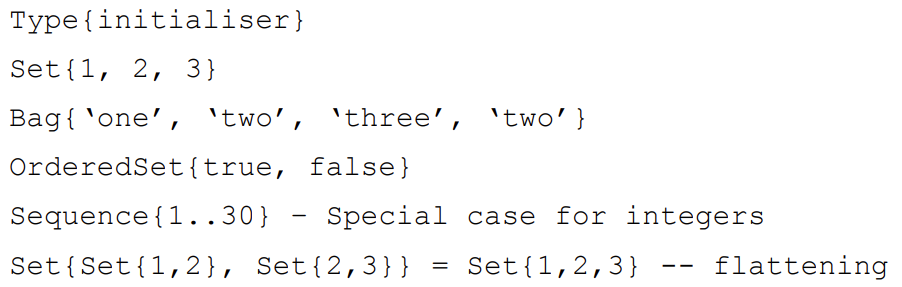 Type{initialiser}
Set{1, 2, 3}
Bag{‘one’, ‘two’, ‘three’, ‘two’}
OrderedSet{true, false}
Sequence{1..30} – Special case for integers
Set{Set{1,2}, Set{2,3}} = Set{1,2,3} -- flattening